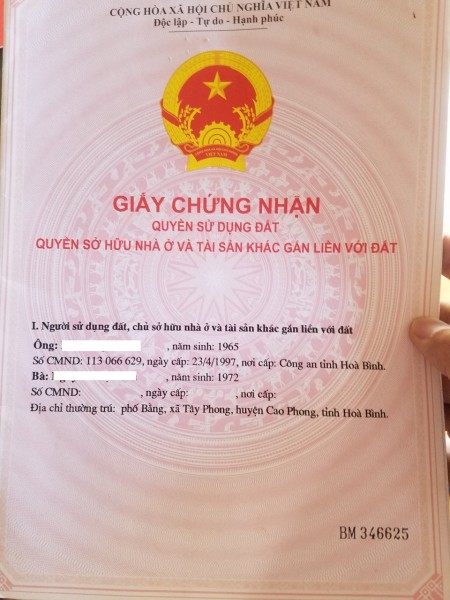 CỘNG HÒA XÃ HỘI CHỦ NGHĨA VIỆT NAM
Độc lập - Tự do - Hạnh phúc
VIỆT NAM
GIẤY CHỨNG NHẬN
QUYỀN SỬ DỤNG ĐẤT
QUYỀN SỞ HỮU NHÀ Ở VÀ TÀI SẢN KHÁC GẮN LIỀN VỚI ĐẤT
I. Người sử dụng đất, chủ sở hữu nhà ở và tài sản khác gắn liền với đất
Ông: , năm sinh: 1965
Số CMND: 113 066 629, ngày cấp: 23/4/1997, nơi cấp: Công an tỉnh Hoà Bình.
Bà: , năm sinh: 1972
Số CMND: , ngày cấp: , nơi cấp:
Địa chỉ thường trú: phố Bằng, xã Tây Phong, huyện Cao Phong, tỉnh Hoà Bình.
BM 346625